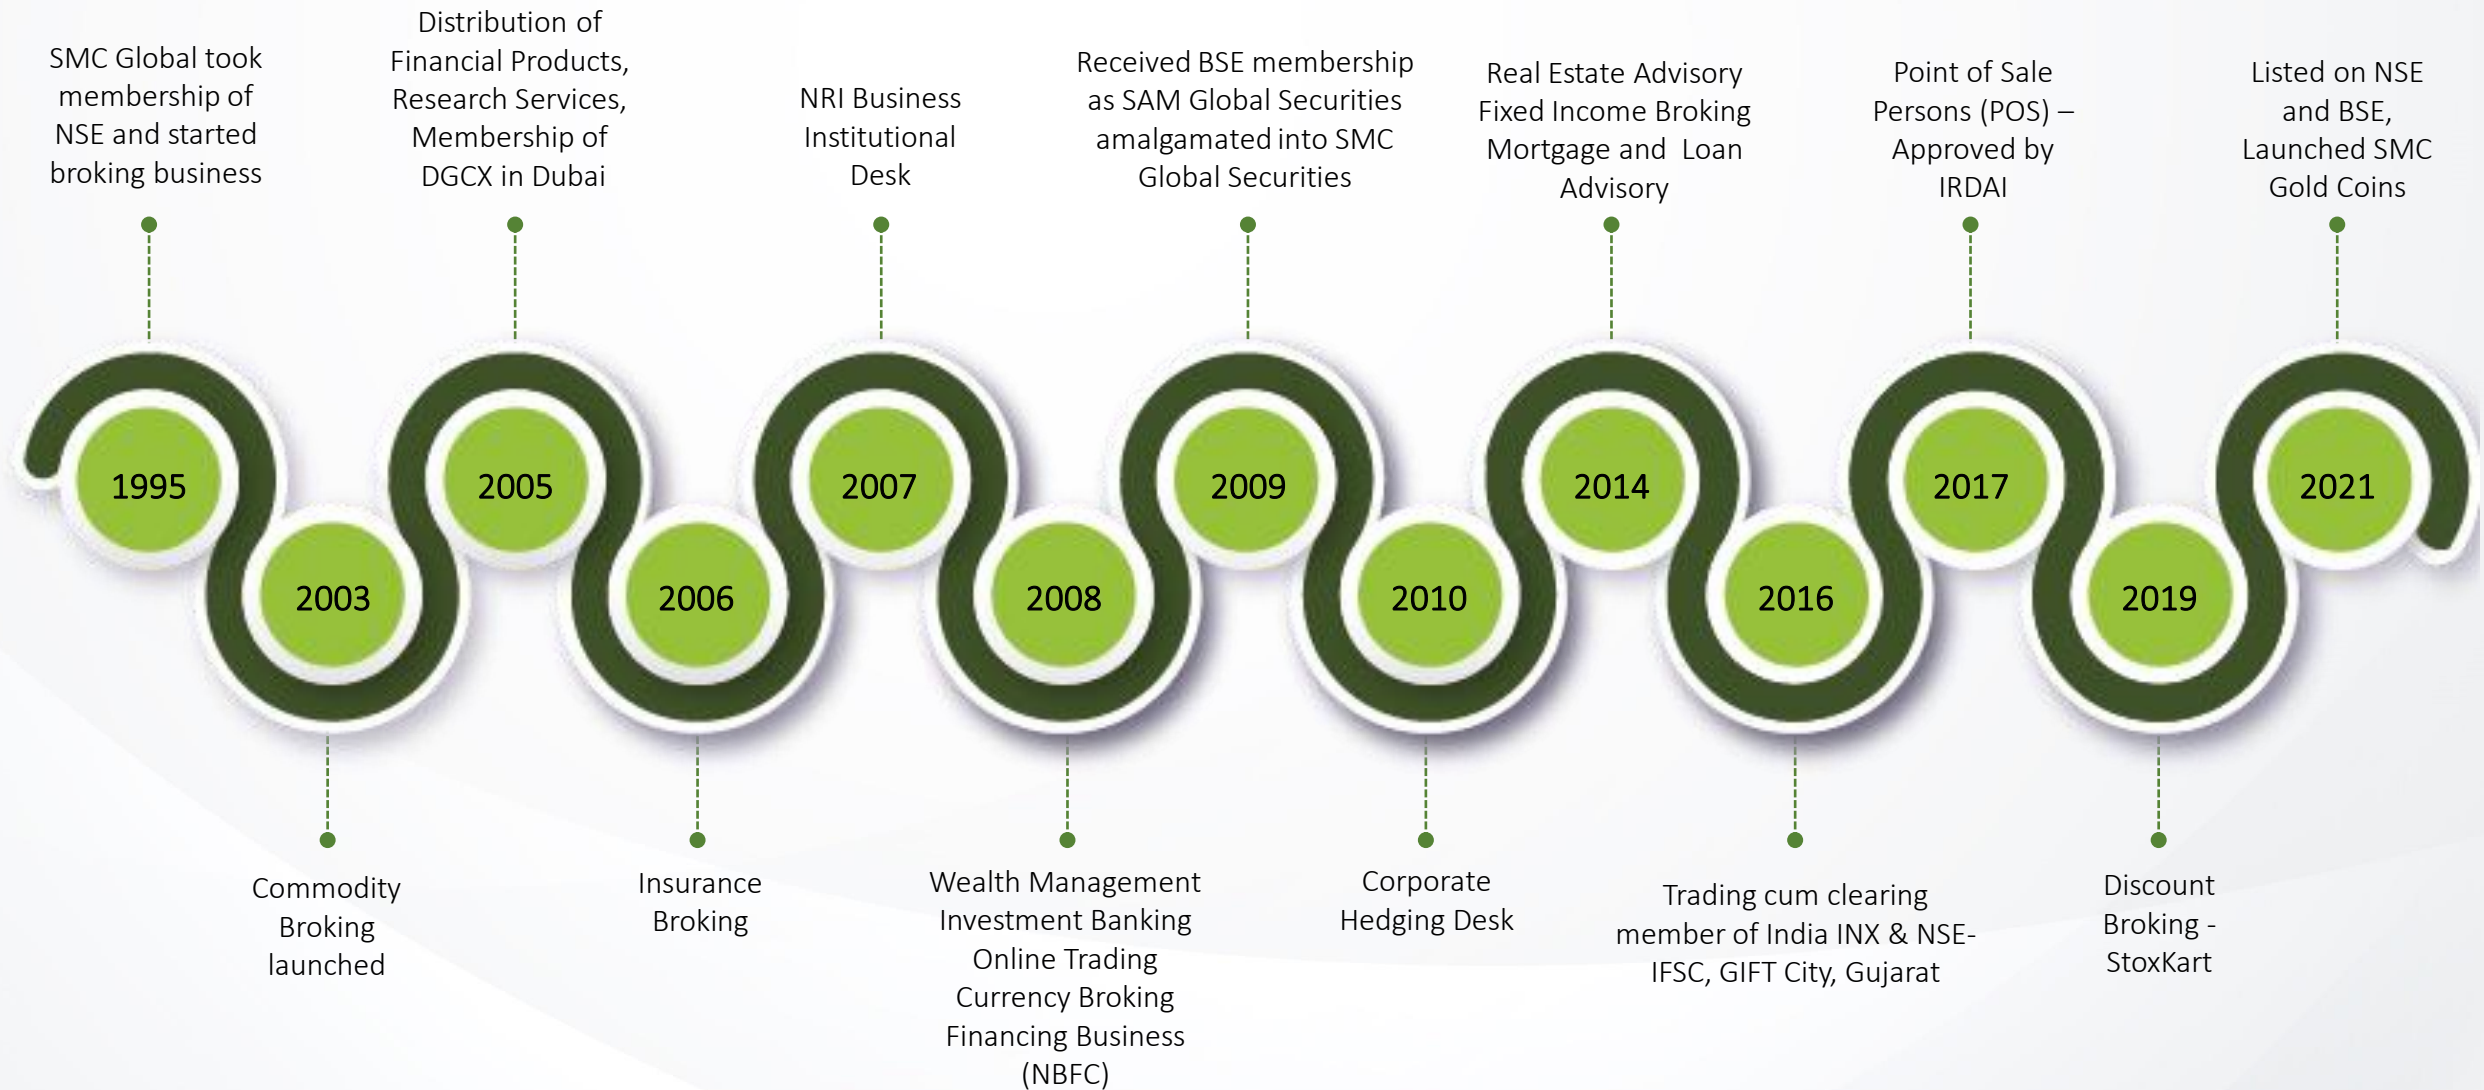 SMC Global took
membership of
NSE and started
broking business
1995
Commodity
Broking
launched
2003
Distribution of
Financial Products,
Research Services,
Membership of
DGCX in Dubai
2005
Insurance
Broking
2006
NRI Business
Institutional
Desk
2007
Wealth Management
Investment Banking
Online Trading
Currency Broking
Financing Business
(NBFC)
2008
Received BSE membership
as SAM Global Securities
amalgamated into SMC
Global Securities
2009
Corporate
Hedging Desk
2010
Real Estate Advisory
Fixed Income Broking
Mortgage and Loan
Advisory
2014
Trading cum clearing
member of India INX & NSE-
IFSC, GIFT City, Gujarat
2016
Point of Sale
Persons (POS) –
Approved by
IRDAI
2017
Discount
Broking -
StoxKart
2019
Listed on NSE
and BSE,
Launched SMC
Gold Coins
2021